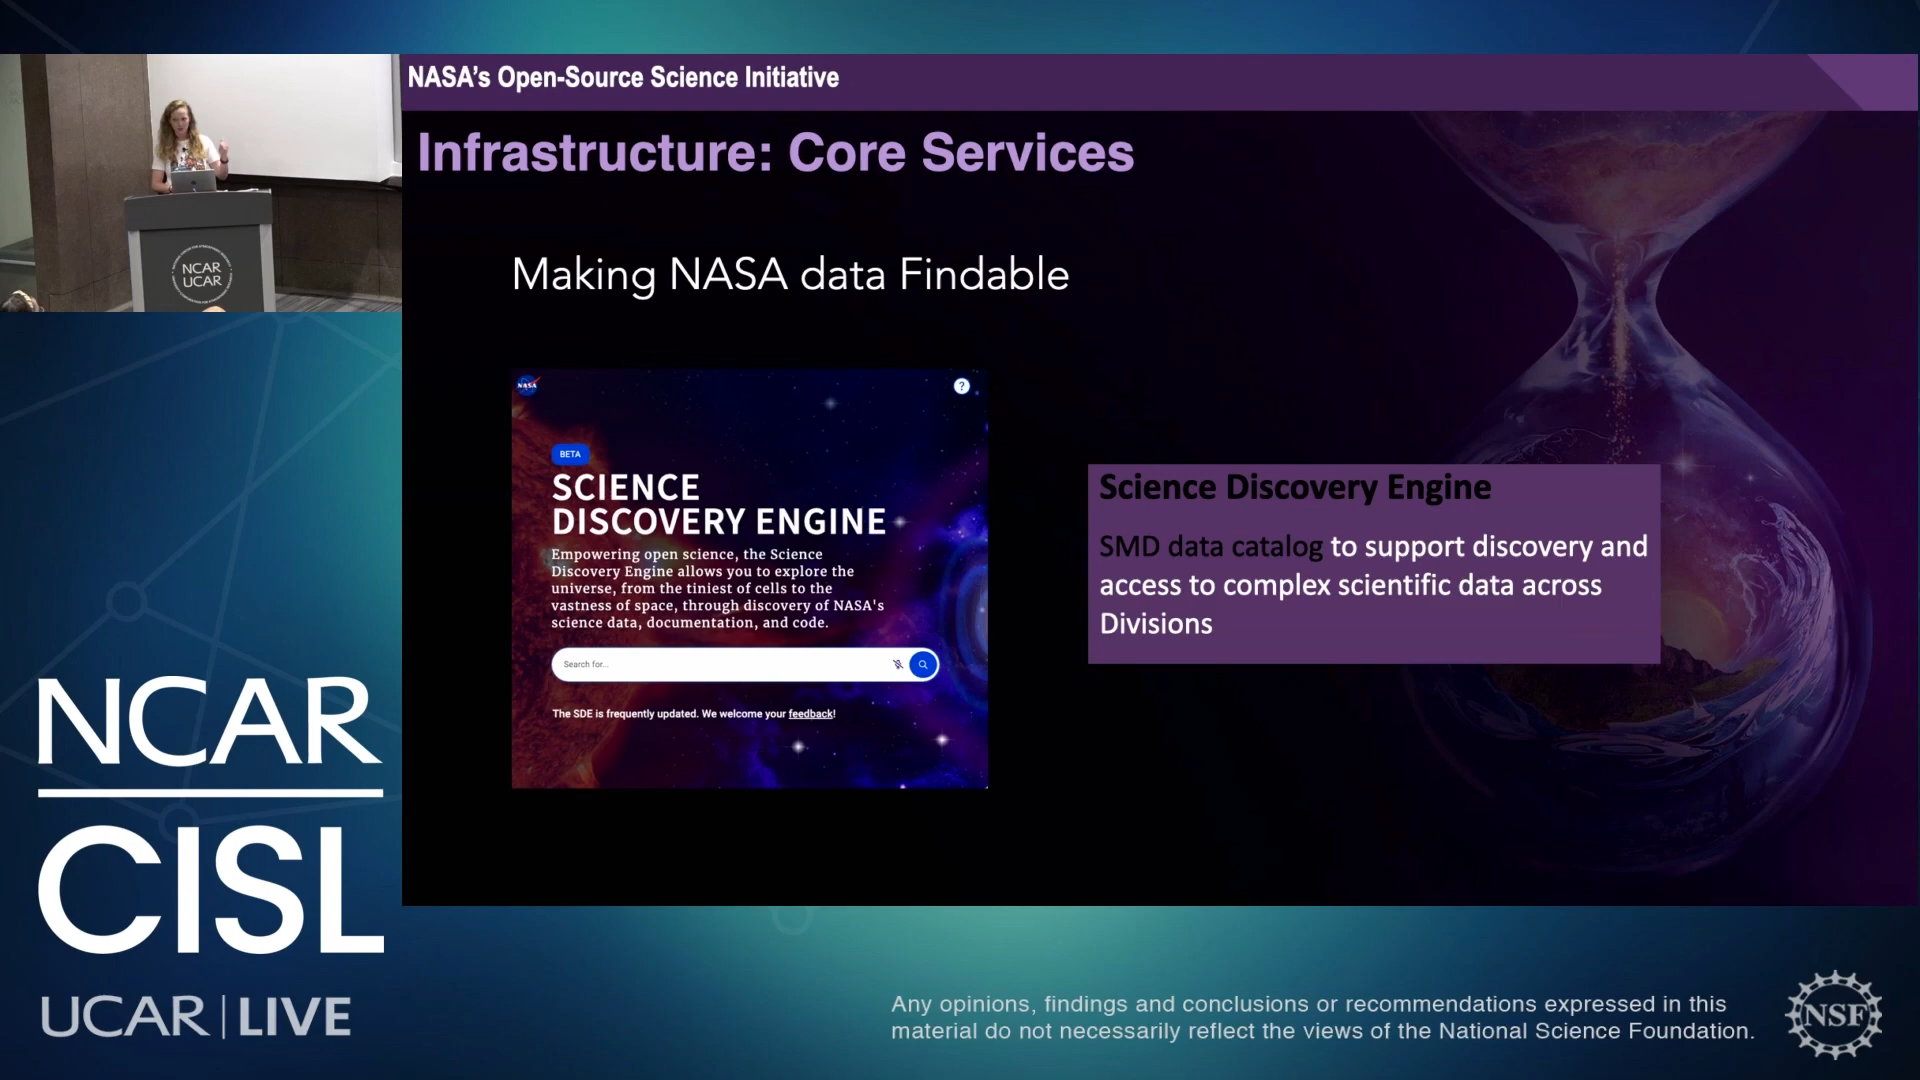 NASA's Open-Source Science Initiative
Infrastructure: Core Services
Making NASA data Findable
NASA
?
BETA
SCIENCE
DISCOVERY ENGINE
Empowering open science, the Science
Discovery Engine allows you to explore the
universe, from the tiniest of cells to the
vastness of space, through discovery of NASA's
science data, documentation, and code.
Search for...
The SDE is frequently updated. We welcome your feedback!
Science Discovery Engine
SMD data catalog to support discovery and
access to complex scientific data across
Divisions
NCAR
UCAR
NCAR
CISL
UCAR | LIVE
Any opinions, findings and conclusions or recommendations expressed in this
material do not necessarily reflect the views of the National Science Foundation.
NSF